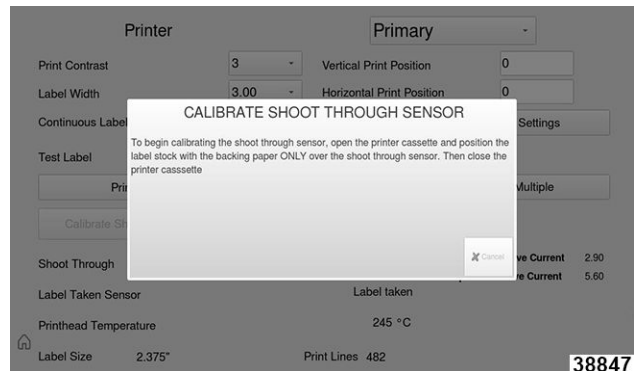 Printer
Primary
Print Contrast
3
Vertical Print Position
0
Label Width
3.00
Horizontal Print Position
0
Continuous Label
Settings
CALIBRATE SHOOT THROUGH SENSOR
To begin calibrating the shoot through sensor, open the printer cassette and position the
label stock with the backing paper ONLY over the shoot through sensor. Then close the
printer casssette
Test Label
Multiple
Cancel
Shoot Through
ve Current
2.90
ve Current
5.60
Label Taken Sensor
Label taken
Printhead Temperature
245 °C
Label Size
2.375"
Print Lines
482
38847